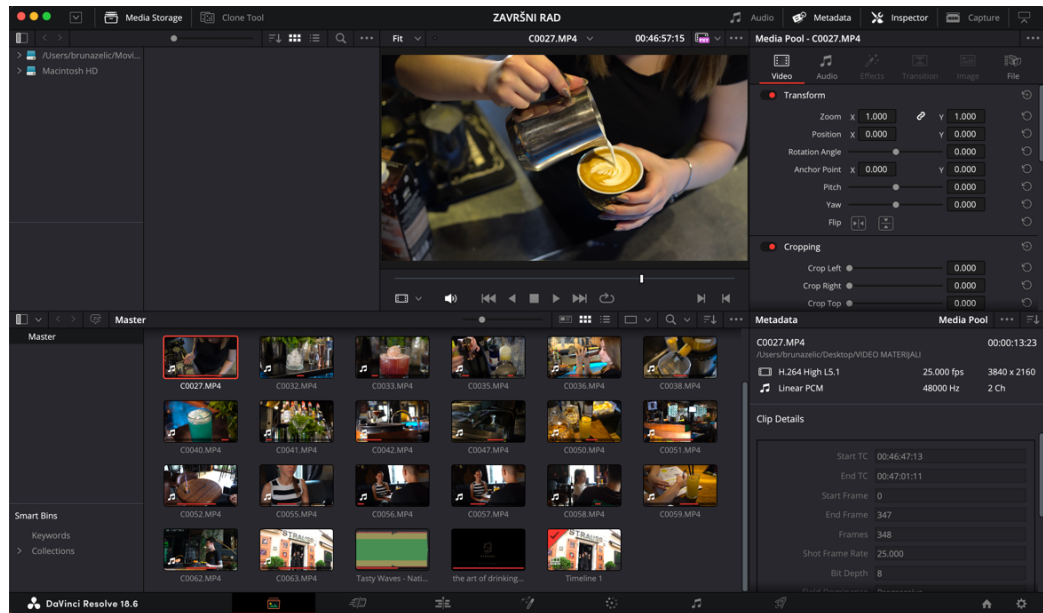 Media Storage Clone Tool ZAVRŠNI RAD Audio Metadata Inspector Capture
Fit C0027.MP4 00:46:57:15 Media Pool - C0027.MP4
/Users/brunazelic/Movi...
Macintosh HD
Video Audio Effects Transition Image File
Transform
Zoom X 1.000 Y 1.000
Position X 0.000 Y 0.000
Rotation Angle 0.000
Anchor Point X 0.000 Y 0.000
Pitch 0.000
Yaw 0.000
Flip
Cropping
Crop Left 0.000
Crop Right 0.000
Crop Top 0.000
Master
Master
C0027.MP4 C0032.MP4 C0033.MP4 C0035.MP4 C0036.MP4 C0038.MP4
C0040.MP4 C0041.MP4 C0042.MP4 C0047.MP4 C0050.MP4 C0051.MP4
C0052.MP4 C0055.MP4 C0056.MP4 C0057.MP4 C0058.MP4 C0059.MP4
STRAUSS
C0062.MP4 C0063.MP4 Tasty Waves - Nati... the art of drinking... Timeline 1
Smart Bins
Keywords
Collections
Metadata Media Pool
C0027.MP4 00:00:13:23
/Users/brunazelic/Desktop/VIDEO MATERIJALI
H.264 High L5.1 25.000 fps 3840 x 2160
Linear PCM 48000 Hz 2 Ch
Clip Details
Start TC 00:46:47:13
End TC 00:47:01:11
Start Frame 0
End Frame 347
Frames 348
Shot Frame Rate 25.000
Bit Depth 8
Field Dominance Progressive
DaVinci Resolve 18.6